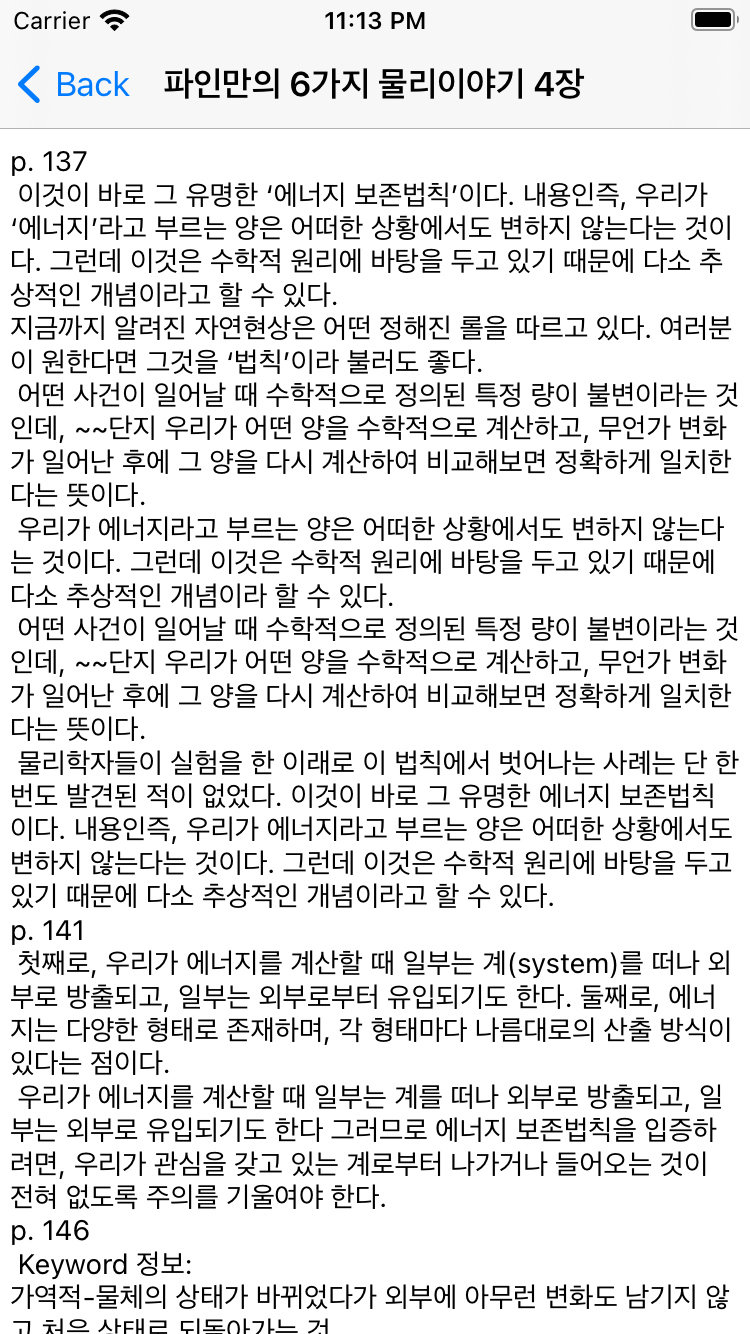 Carrier 11:13 PM
Back 파인만의 6가지 물리이야기 4장
p. 137
이것이 바로 그 유명한 ‘에너지 보존법칙’이다. 내용인즉, 우리가
‘에너지’라고 부르는 양은 어떠한 상황에서도 변하지 않는다는 것이
다. 그런데 이것은 수학적 원리에 바탕을 두고 있기 때문에 다소 추
상적인 개념이라고 할 수 있다.
지금까지 알려진 자연현상은 어떤 정해진 롤을 따르고 있다. 여러분
이 원한다면 그것을 ‘법칙’이라 불러도 좋다.
어떤 사건이 일어날 때 수학적으로 정의된 특정 량이 불변이라는 것
인데, ~~단지 우리가 어떤 양을 수학적으로 계산하고, 무언가 변화
가 일어난 후에 그 양을 다시 계산하여 비교해보면 정확하게 일치한
다는 뜻이다.
우리가 에너지라고 부르는 양은 어떠한 상황에서도 변하지 않는다
는 것이다. 그런데 이것은 수학적 원리에 바탕을 두고 있기 때문에
다소 추상적인 개념이라 할 수 있다.
어떤 사건이 일어날 때 수학적으로 정의된 특정 량이 불변이라는 것
인데, ~~단지 우리가 어떤 양을 수학적으로 계산하고, 무언가 변화
가 일어난 후에 그 양을 다시 계산하여 비교해보면 정확하게 일치한
다는 뜻이다.
물리학자들이 실험을 한 이래로 이 법칙에서 벗어나는 사례는 단 한
번도 발견된 적이 없었다. 이것이 바로 그 유명한 에너지 보존법칙
이다. 내용인즉, 우리가 에너지라고 부르는 양은 어떠한 상황에서도
변하지 않는다는 것이다. 그런데 이것은 수학적 원리에 바탕을 두고
있기 때문에 다소 추상적인 개념이라고 할 수 있다.
p. 141
첫째로, 우리가 에너지를 계산할 때 일부는 계(system)를 떠나 외
부로 방출되고, 일부는 외부로부터 유입되기도 한다. 둘째로, 에너
지는 다양한 형태로 존재하며, 각 형태마다 나름대로의 산출 방식이
있다는 점이다.
우리가 에너지를 계산할 때 일부는 계를 떠나 외부로 방출되고, 일
부는 외부로 유입되기도 한다 그러므로 에너지 보존법칙을 입증하
려면, 우리가 관심을 갖고 있는 계로부터 나가거나 들어오는 것이
전혀 없도록 주의를 기울여야 한다.
p. 146
Keyword 정보:
가역적-물체의 상태가 바뀌었다가 외부에 아무런 변화도 남기지 않
고 처음 상태로 되돌아가는 것